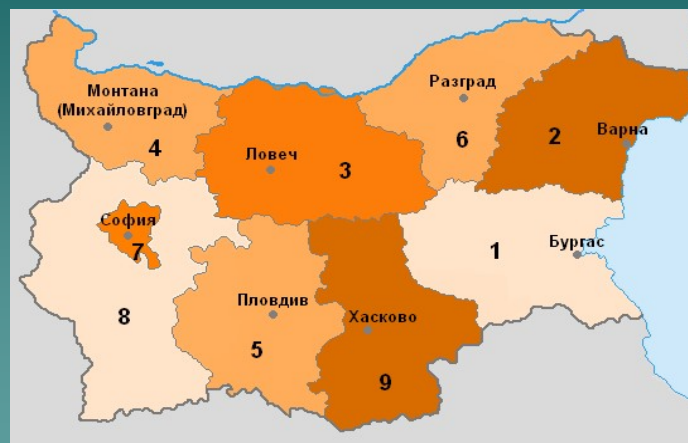 Монтана
(Михайловград)
4
Разград
6
2
Варна
Ловеч
3
София
7
8
Пловдив
5
Хасково
9
1
Бургас